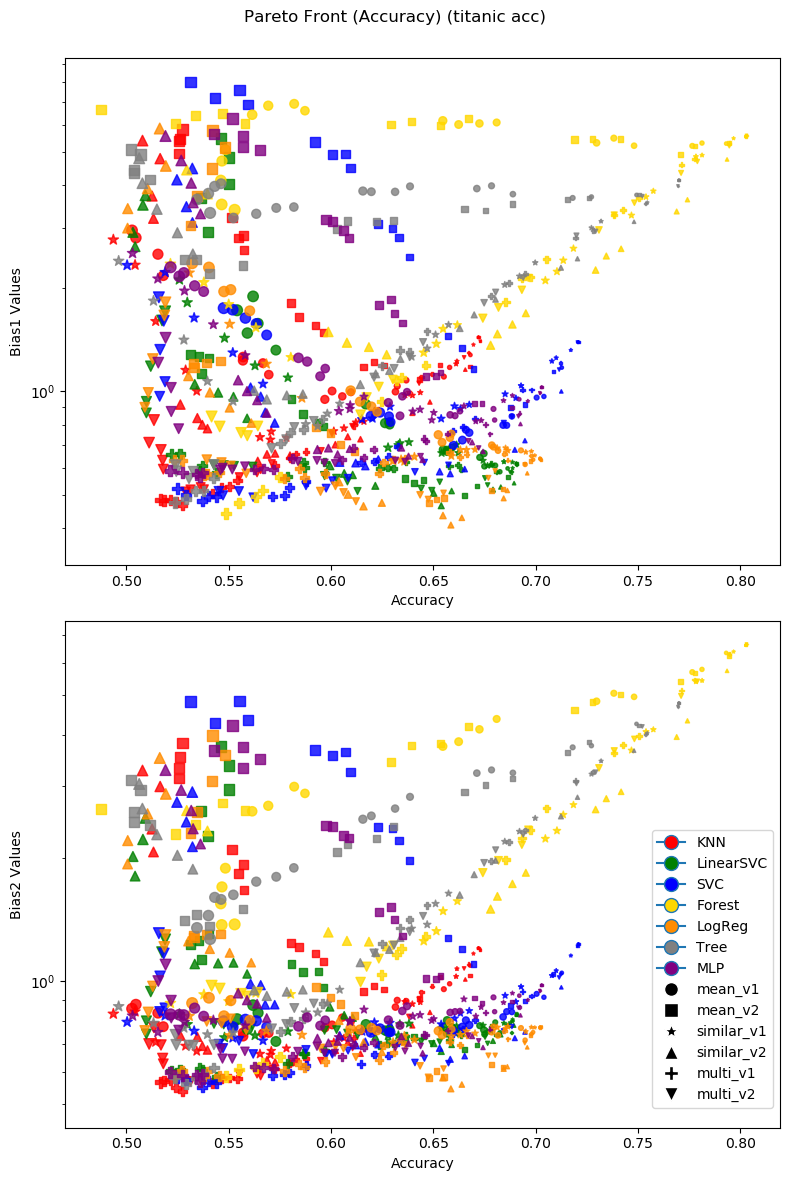 Pareto Front (Accuracy) (titanic acc)
Bias1 Values
10⁰
0.50 0.55 0.60 0.65 0.70 0.75 0.80
Accuracy
Bias2 Values
10⁰
KNN
LinearSVC
SVC
Forest
LogReg
Tree
MLP
mean_v1
mean_v2
similar_v1
similar_v2
multi_v1
multi_v2
0.50 0.55 0.60 0.65 0.70 0.75 0.80
Accuracy